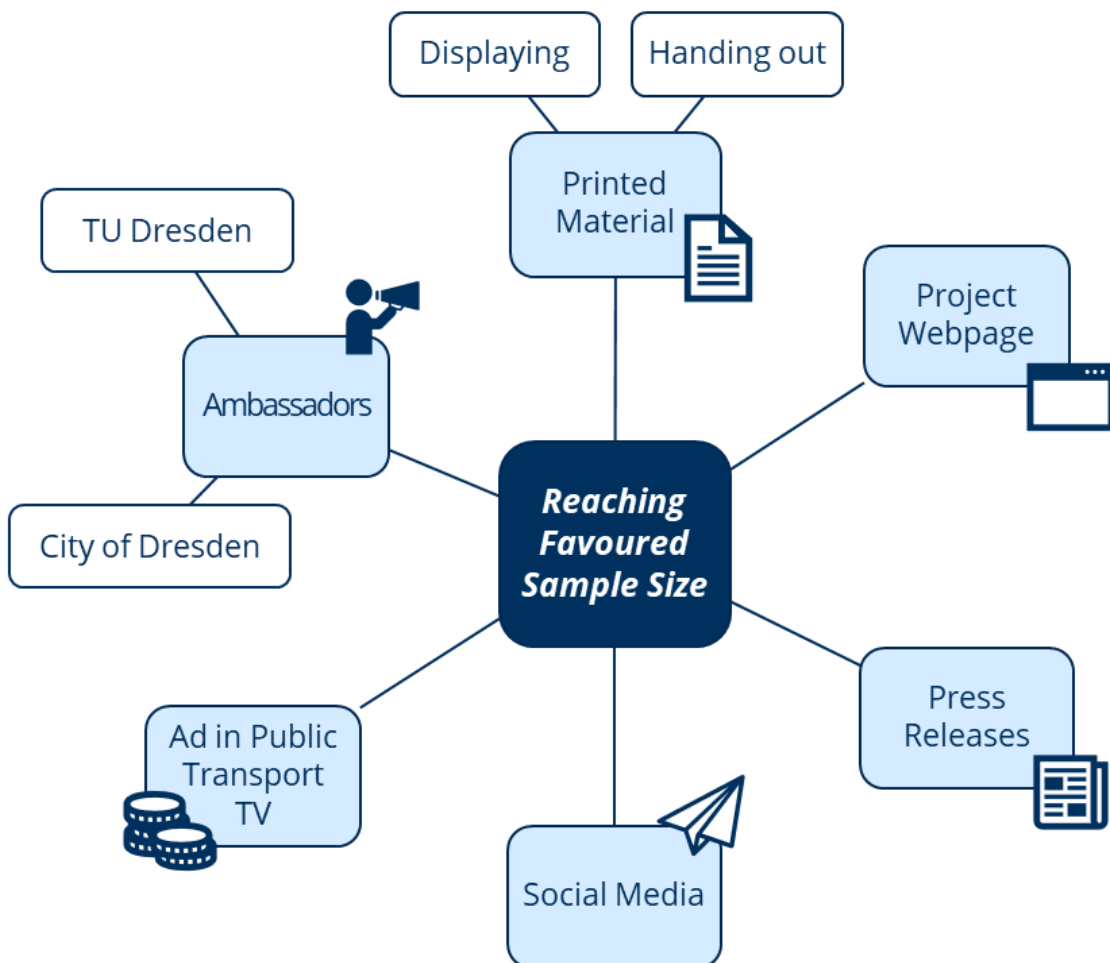 Displaying
Handing out
Printed
Material
TU Dresden
Project
Webpage
Ambassadors
Reaching
Favoured
Sample Size
City of Dresden
Press
Releases
Ad in Public
Transport
TV
Social Media